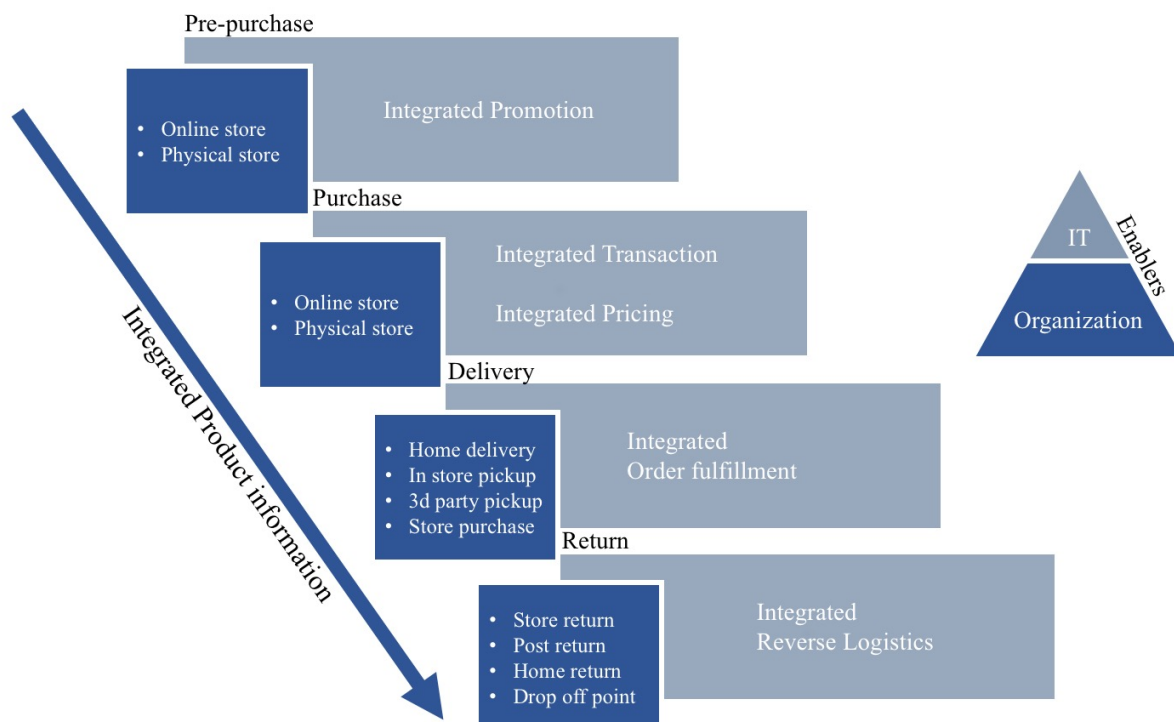 Pre-purchase
Integrated Promotion
• Online store
• Physical store
Purchase
Integrated Transaction
Integrated Pricing
• Online store
• Physical store
Delivery
Integrated
Order fulfillment
• Home delivery
• In store pickup
• 3d party pickup
• Store purchase
Return
Integrated
Reverse Logistics
• Store return
• Post return
• Home return
• Drop off point
Integrated Product information
IT
Organization
Enablers